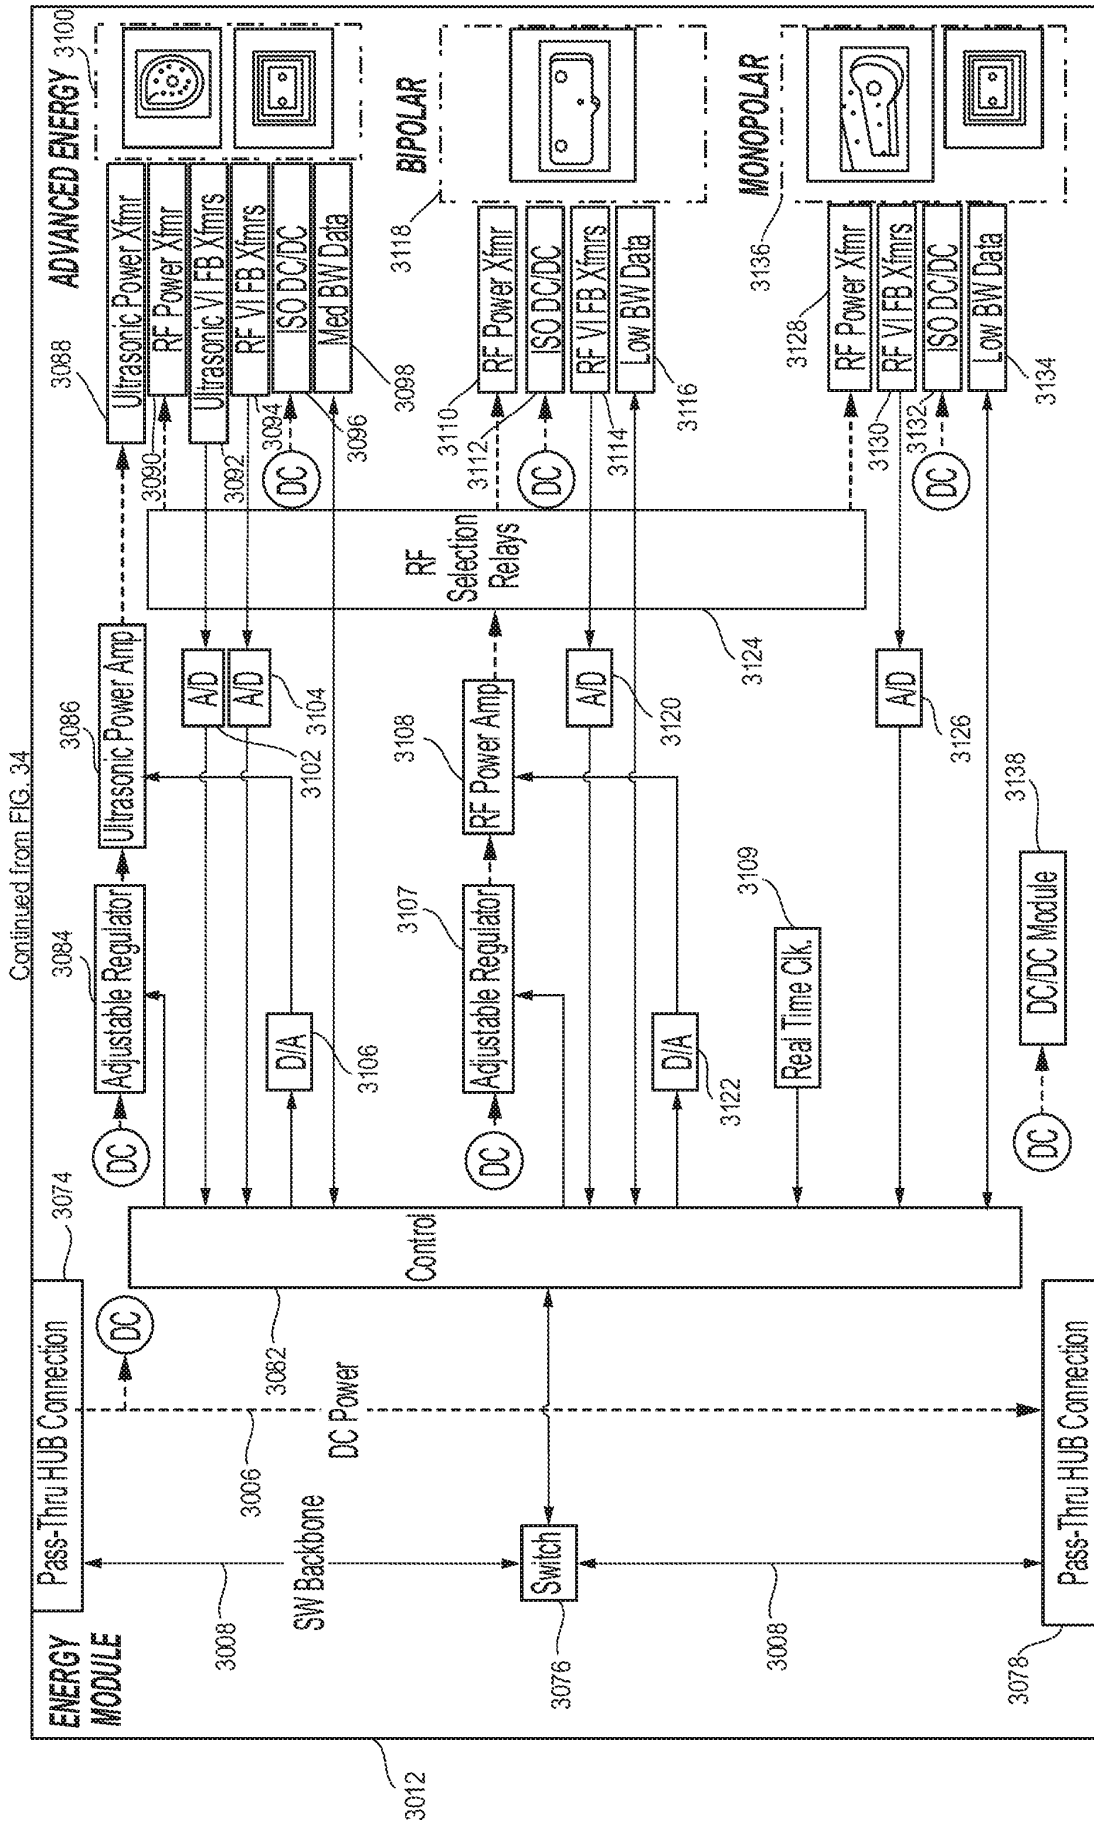 Continued from FIG. 34
ENERGY
MODULE
3012
Pass-Thru HUB Connection
3074
3008
SW Backbone
3006
DC Power
DC
Switch
3076
3008
Pass-Thru HUB Connection
3078
Control
3082
DC
Adjustable Regulator
3084
Ultrasonic Power Amp
3086
A/D
3102
A/D
3104
D/A
3106
DC
Adjustable Regulator
3107
RF Power Amp
3108
A/D
3120
D/A
3122
Real Time Clk.
3109
A/D
3126
DC
DC/DC Module
3138
RF
Selection
Relays
3124
ADVANCED ENERGY
3100
3088
Ultrasonic Power Xfmr
3090
RF Power Xfmr
3092
Ultrasonic VI FB Xfmrs
3094
RF VI FB Xfmrs
DC
3096
ISO DC/DC
3098
Med BW Data
BIPOLAR
3118
3110
RF Power Xfmr
3112
DC
ISO DC/DC
3114
RF VI FB Xfmrs
3116
Low BW Data
MONOPOLAR
3136
3128
RF Power Xfmr
3130
RF VI FB Xfmrs
3132
DC
ISO DC/DC
3134
Low BW Data